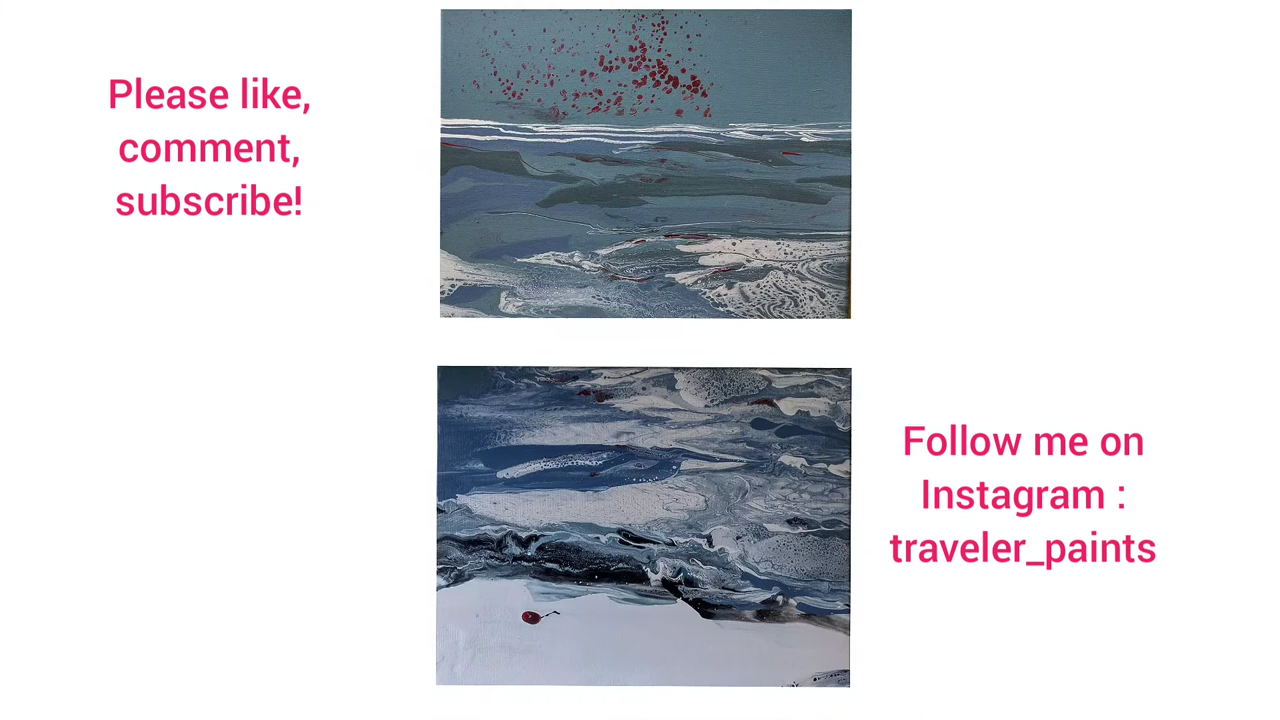 Please like,
comment,
subscribe!
Follow me on
Instagram :
traveler_paints